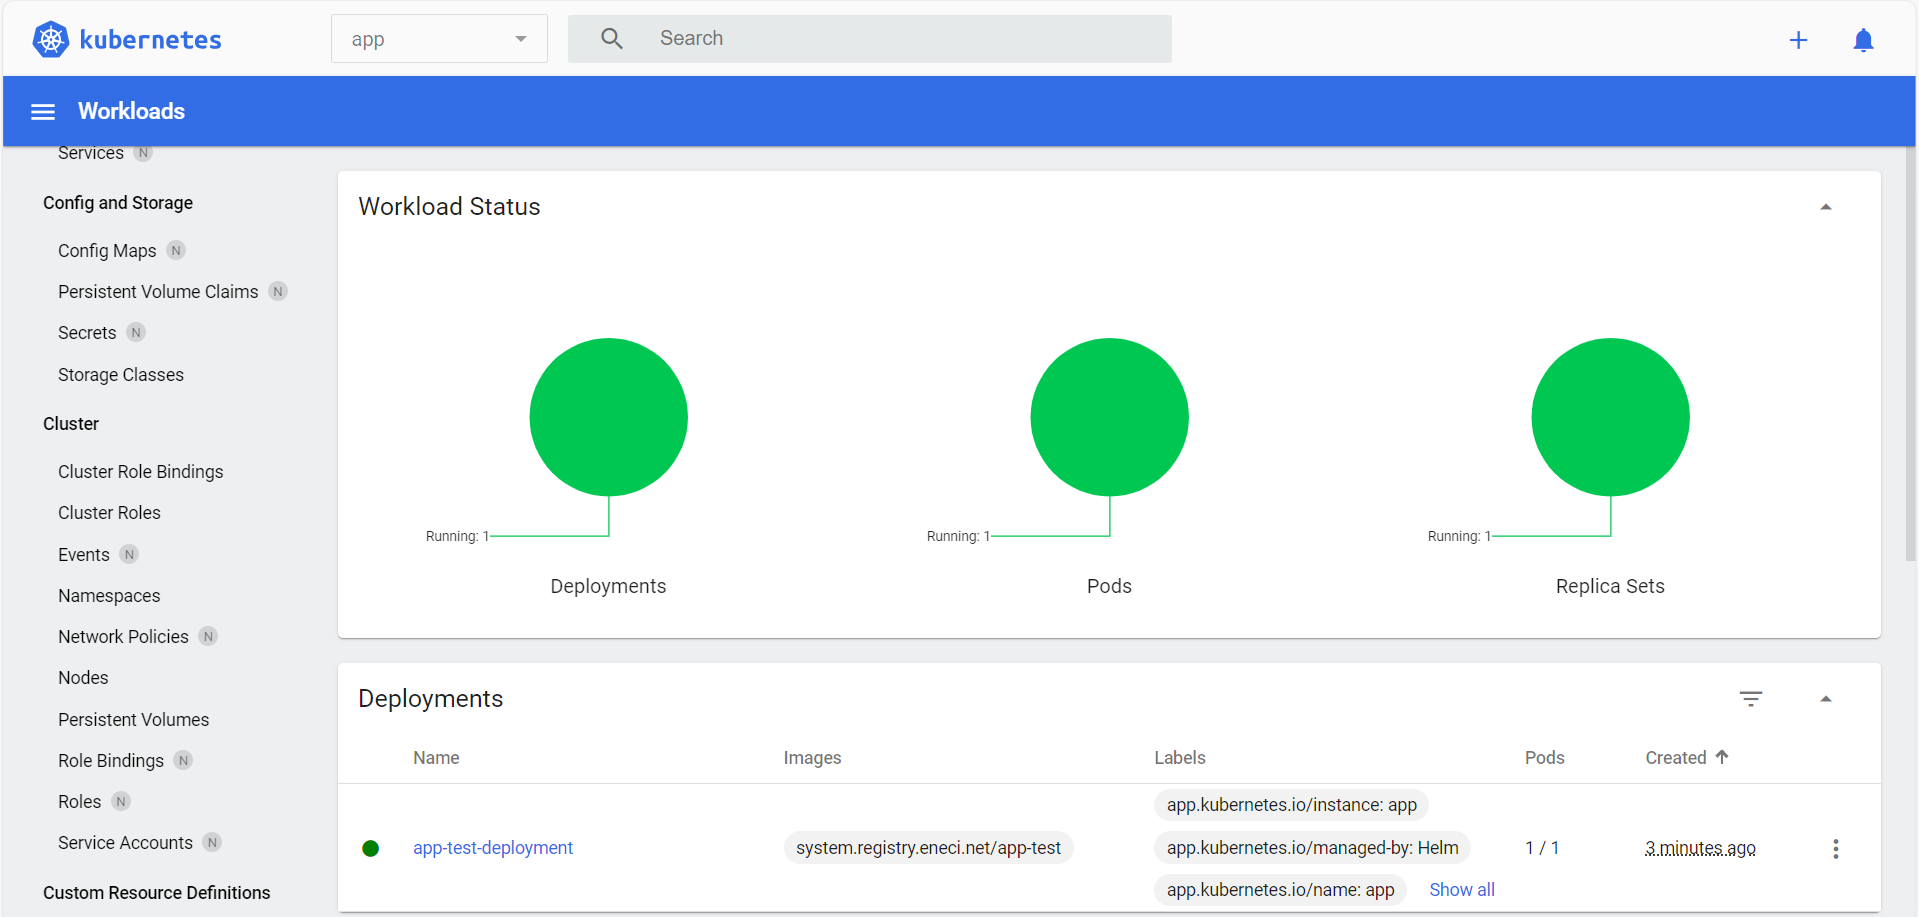 kubernetes
app
Search
Workloads
Services N
Config and Storage
Config Maps N
Persistent Volume Claims N
Secrets N
Storage Classes
Cluster
Cluster Role Bindings
Cluster Roles
Events N
Namespaces
Network Policies N
Nodes
Persistent Volumes
Role Bindings N
Roles N
Service Accounts N
Custom Resource Definitions
Workload Status
Running: 1
Deployments
Running: 1
Pods
Running: 1
Replica Sets
Deployments
Name Images Labels Pods Created
app-test-deployment system.registry.eneci.net/app-test
app.kubernetes.io/instance: app
app.kubernetes.io/managed-by: Helm
app.kubernetes.io/name: app Show all
1 / 1 3 minutes ago